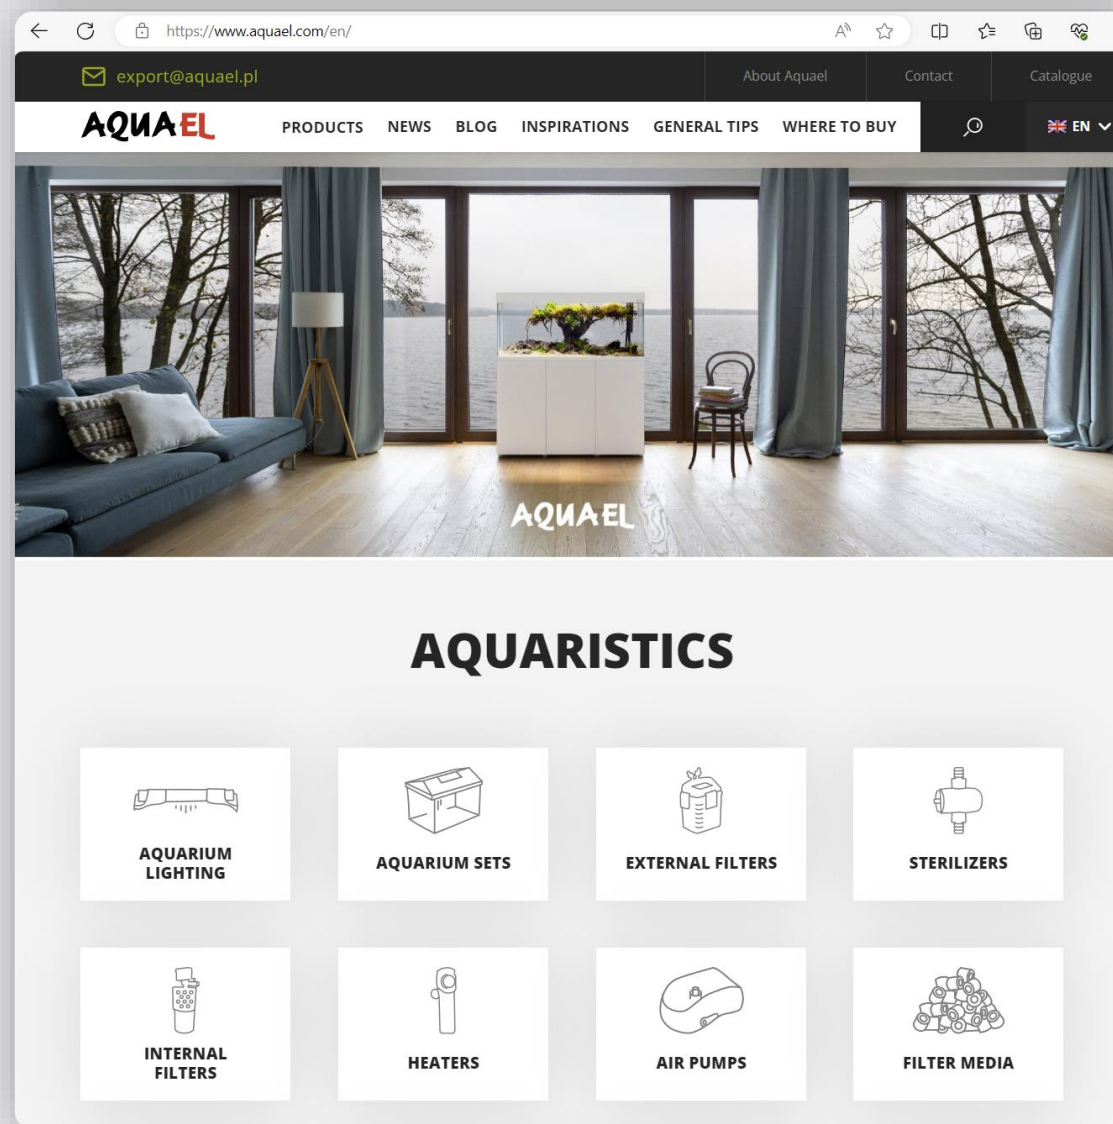 https://www.aquael.com/en/
export@aquael.pl
About Aquael
Contact
Catalogue
AQUAEL
PRODUCTS
NEWS
BLOG
INSPIRATIONS
GENERAL TIPS
WHERE TO BUY
EN
AQUAEL
AQUARISTICS
AQUARIUM
LIGHTING
AQUARIUM SETS
EXTERNAL FILTERS
STERILIZERS
INTERNAL
FILTERS
HEATERS
AIR PUMPS
FILTER MEDIA